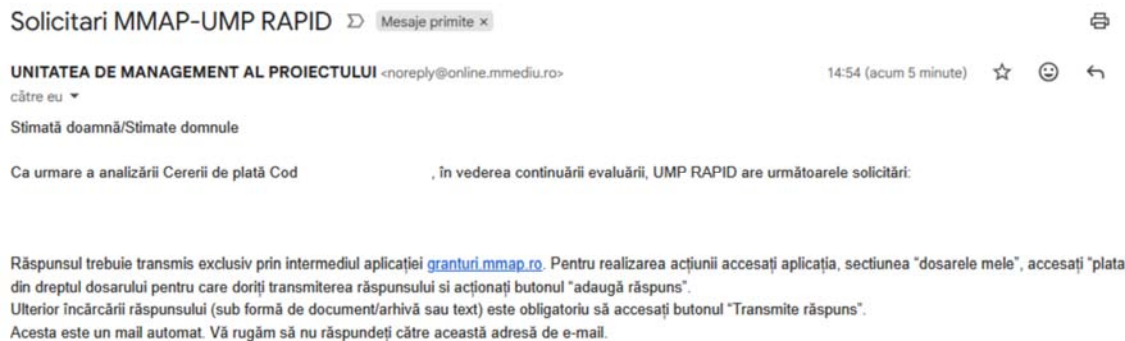 Solicitari MMAP-UMP RAPID Mesaje primite ×
UNITATEA DE MANAGEMENT AL PROIECTULUI <noreply@online.mmediu.ro> 14:54 (acum 5 minute)
către eu
Stimată doamnă/Stimate domnule
Ca urmare a analizării Cererii de plată Cod , în vederea continuării evaluării, UMP RAPID are următoarele solicitări:
Răspunsul trebuie transmis exclusiv prin intermediul aplicației granturi.mmap.ro. Pentru realizarea acțiunii accesați aplicația, sectiunea “dosarele mele”, accesați “plata
din dreptul dosarului pentru care doriți transmiterea răspunsului si acționați butonul “adaugă răspuns”.
Ulterior încărcării răspunsului (sub formă de document/arhivă sau text) este obligatoriu să accesați butonul “Transmite răspuns”.
Acesta este un mail automat. Vă rugăm să nu răspundeți către această adresă de e-mail.